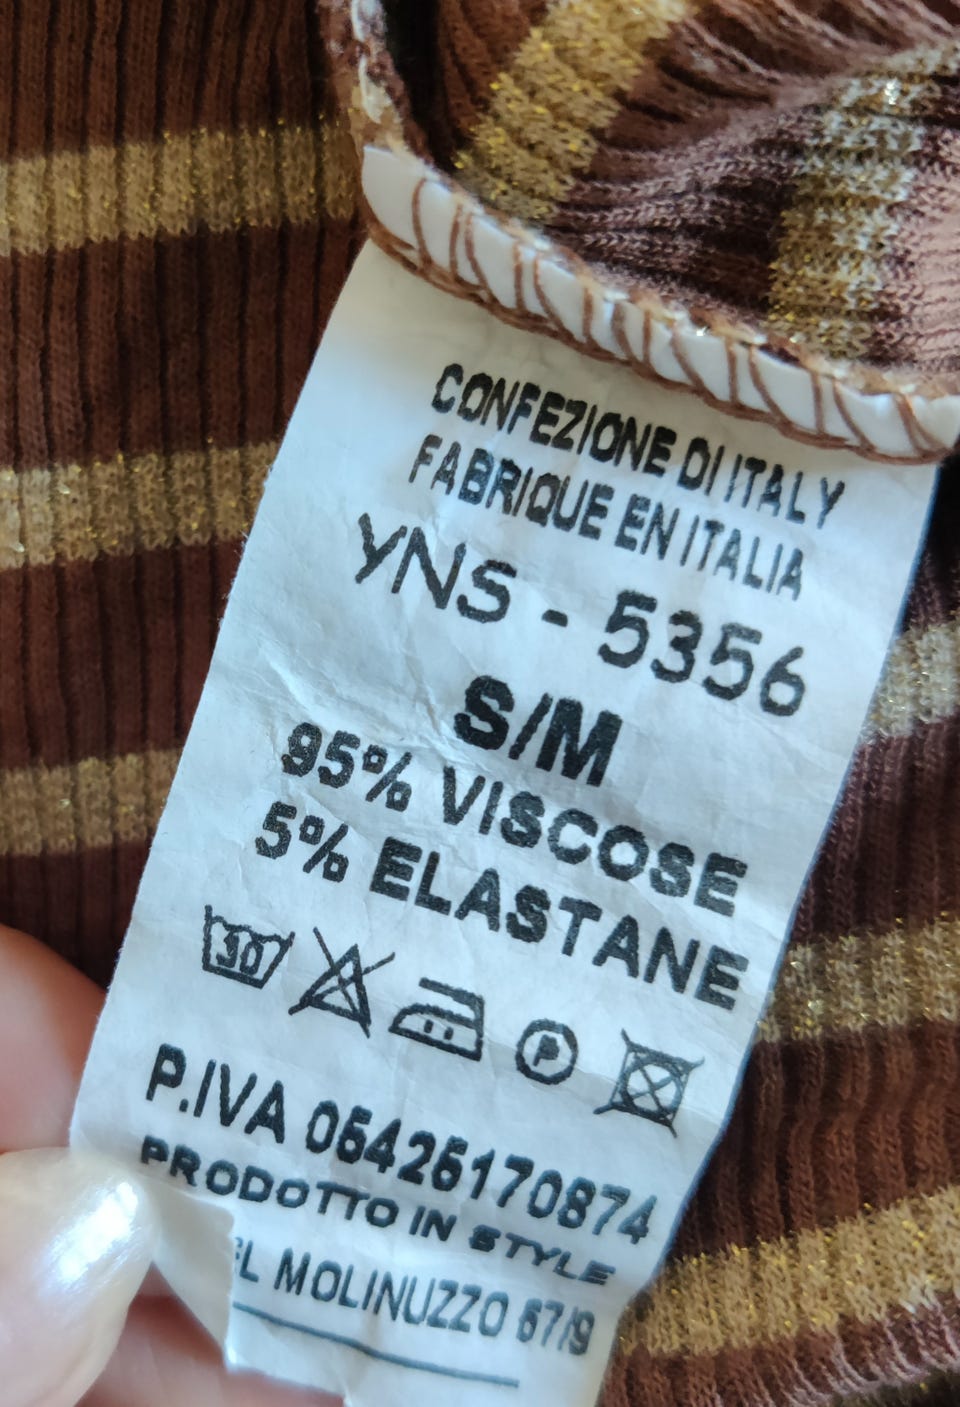 CONFEZIONE DI ITALY
FABRIQUE EN ITALIA
YNS - 5356
S/M
95% VISCOSE
5% ELASTANE
30 P
P.IVA 05425170874
PRODOTTO IN STYLE
MOLINUZZO 67/9